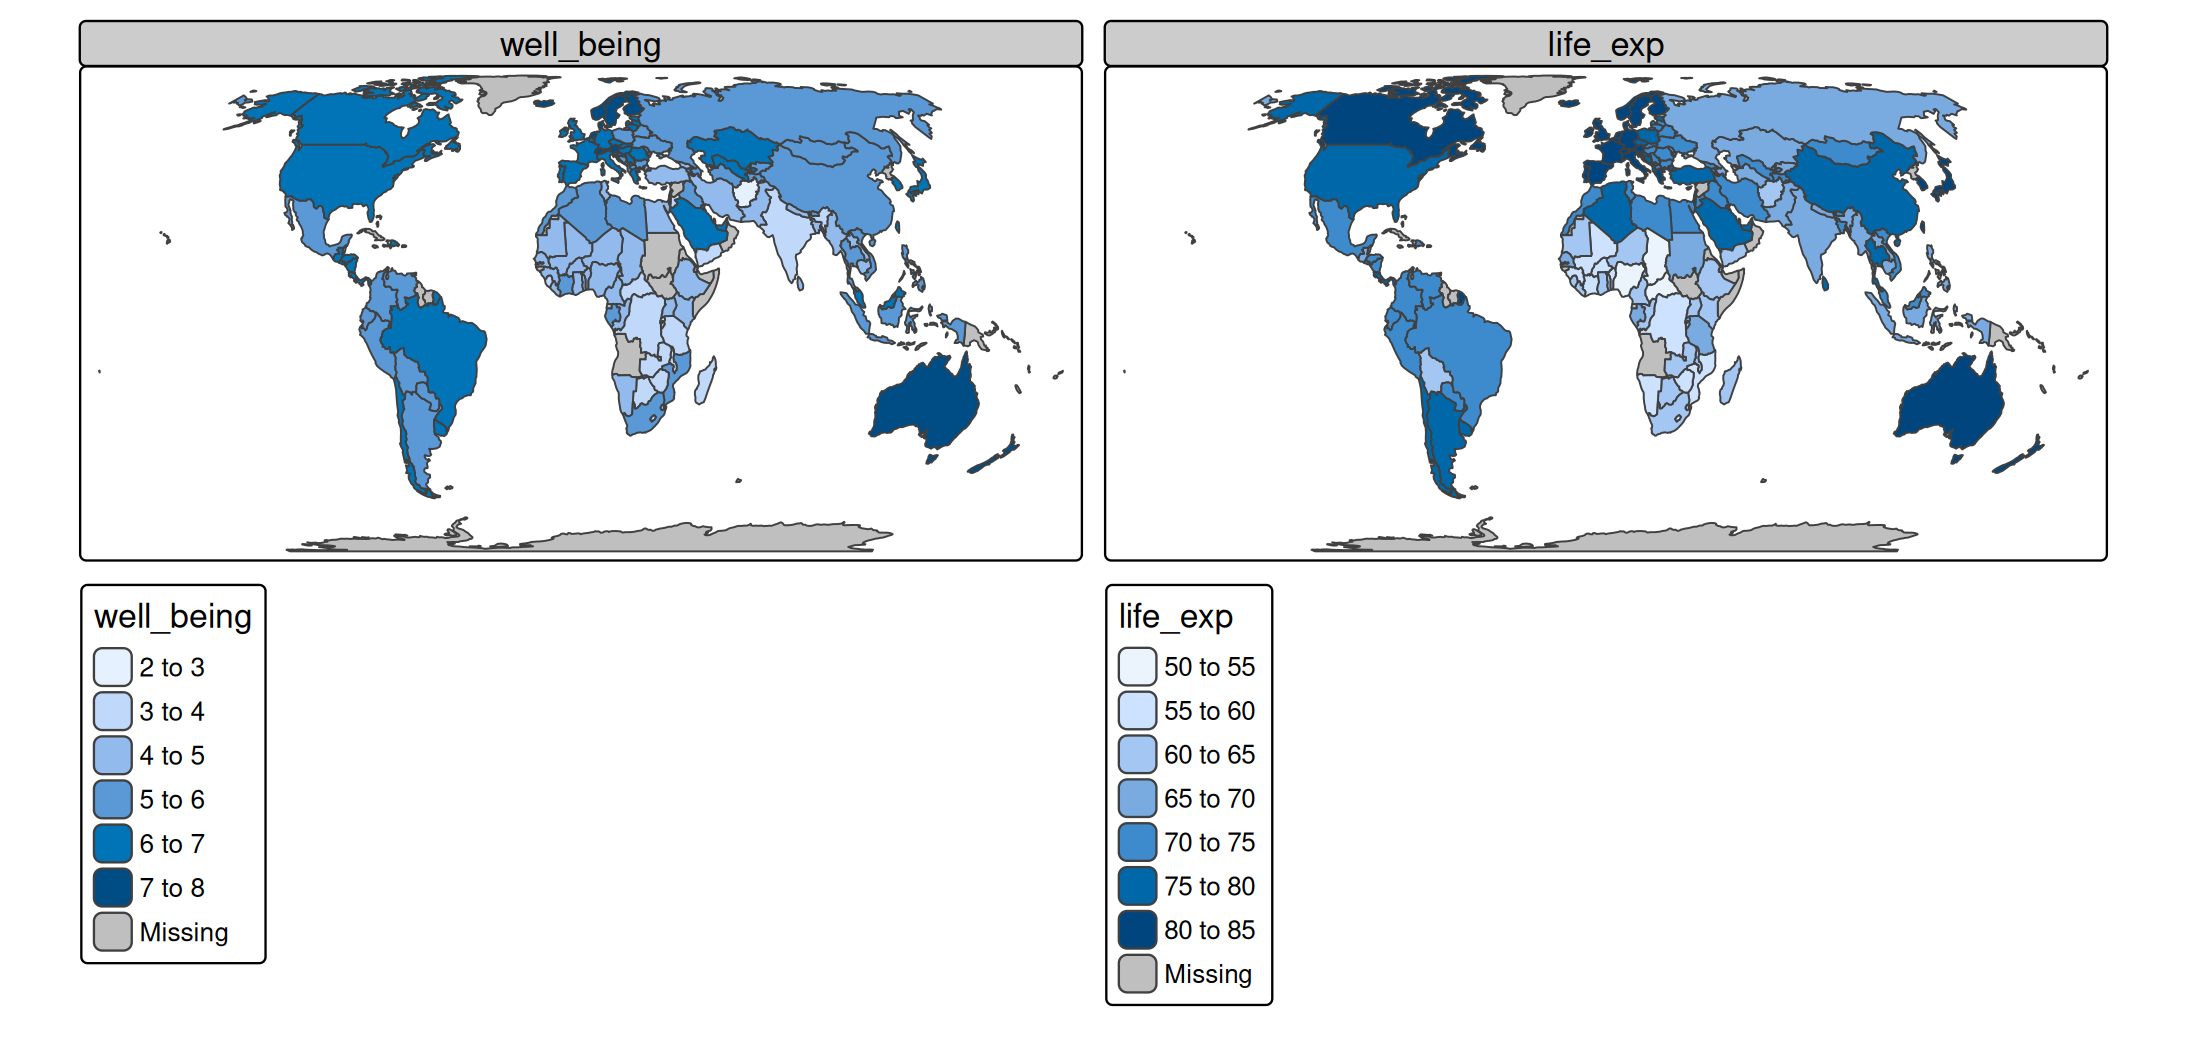 well_being
life_exp
well_being
2 to 3
3 to 4
4 to 5
5 to 6
6 to 7
7 to 8
Missing
life_exp
50 to 55
55 to 60
60 to 65
65 to 70
70 to 75
75 to 80
80 to 85
Missing